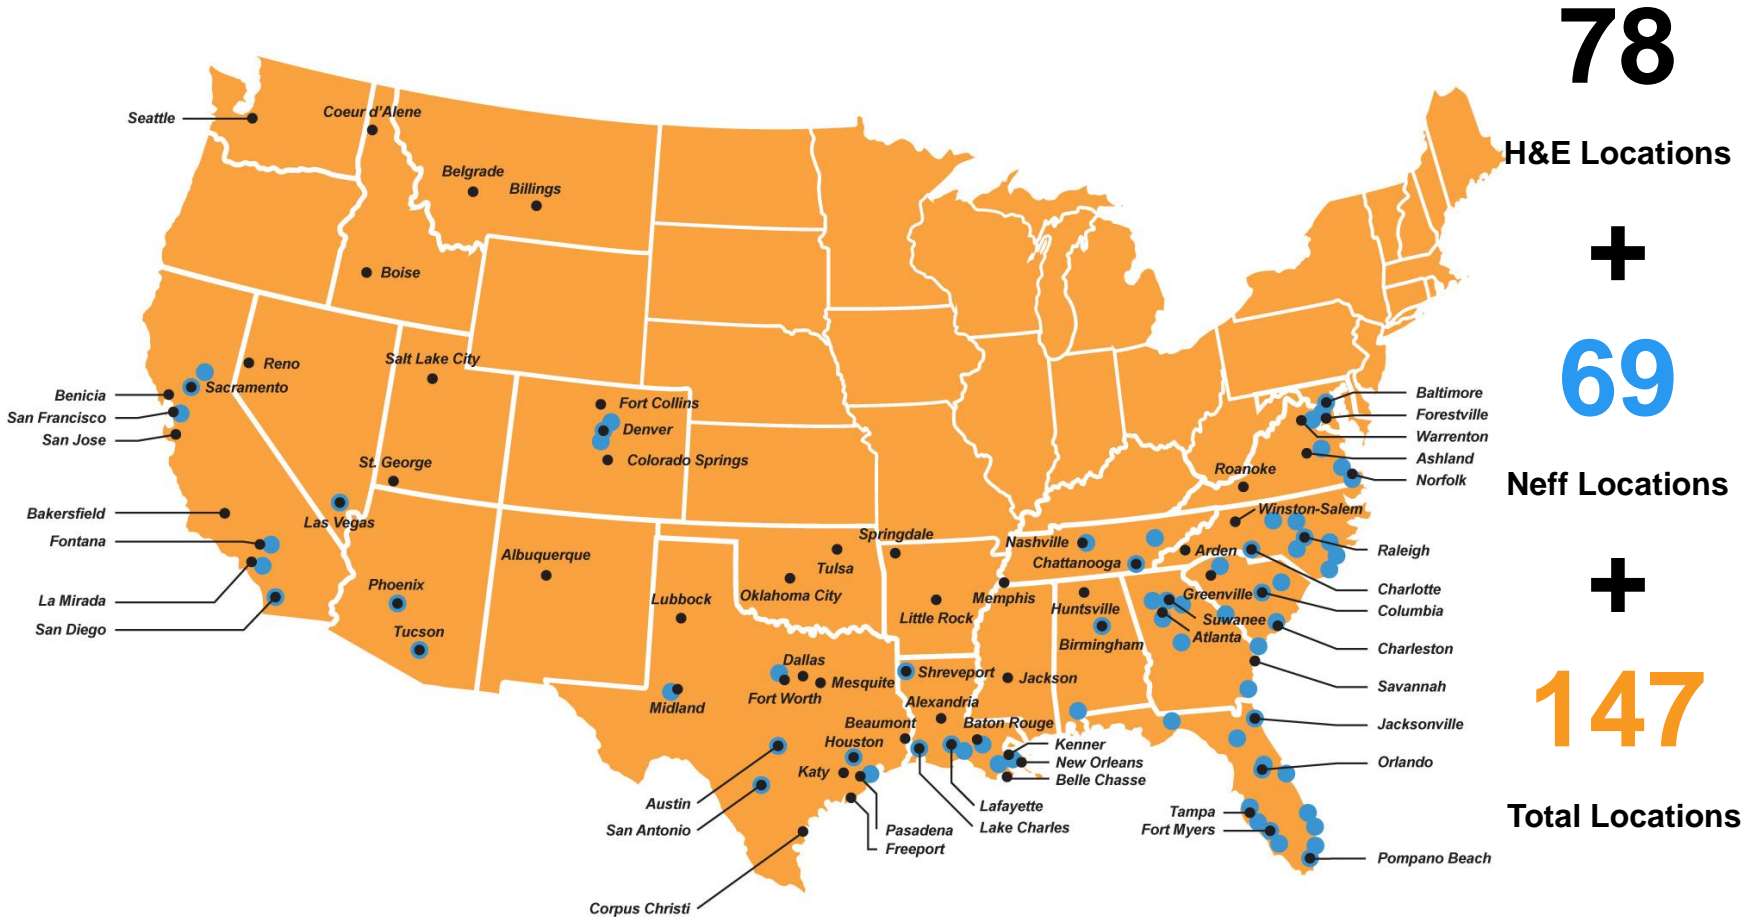 78
H&E Locations
+
69
Neff Locations
+
147
Total Locations
Seattle
Coeur d'Alene
Belgrade
Billings
Boise
Reno
Salt Lake City
Sacramento
Benicia
San Francisco
San Jose
Fort Collins
Denver
Colorado Springs
St. George
Las Vegas
Bakersfield
Fontana
La Mirada
San Diego
Phoenix
Tucson
Albuquerque
Lubbock
Oklahoma City
Tulsa
Springdale
Little Rock
Memphis
Nashville
Chattanooga
Huntsville
Birmingham
Dallas
Fort Worth
Mesquite
Midland
Shreveport
Alexandria
Jackson
Beaumont
Baton Rouge
Houston
Katy
Kenner
New Orleans
Belle Chasse
Austin
San Antonio
Lafayette
Lake Charles
Pasadena
Freeport
Corpus Christi
Baltimore
Forestville
Warrenton
Ashland
Norfolk
Roanoke
Winston-Salem
Raleigh
Arden
Charlotte
Greenville
Columbia
Suwanee
Atlanta
Charleston
Savannah
Jacksonville
Orlando
Tampa
Fort Myers
Pompano Beach